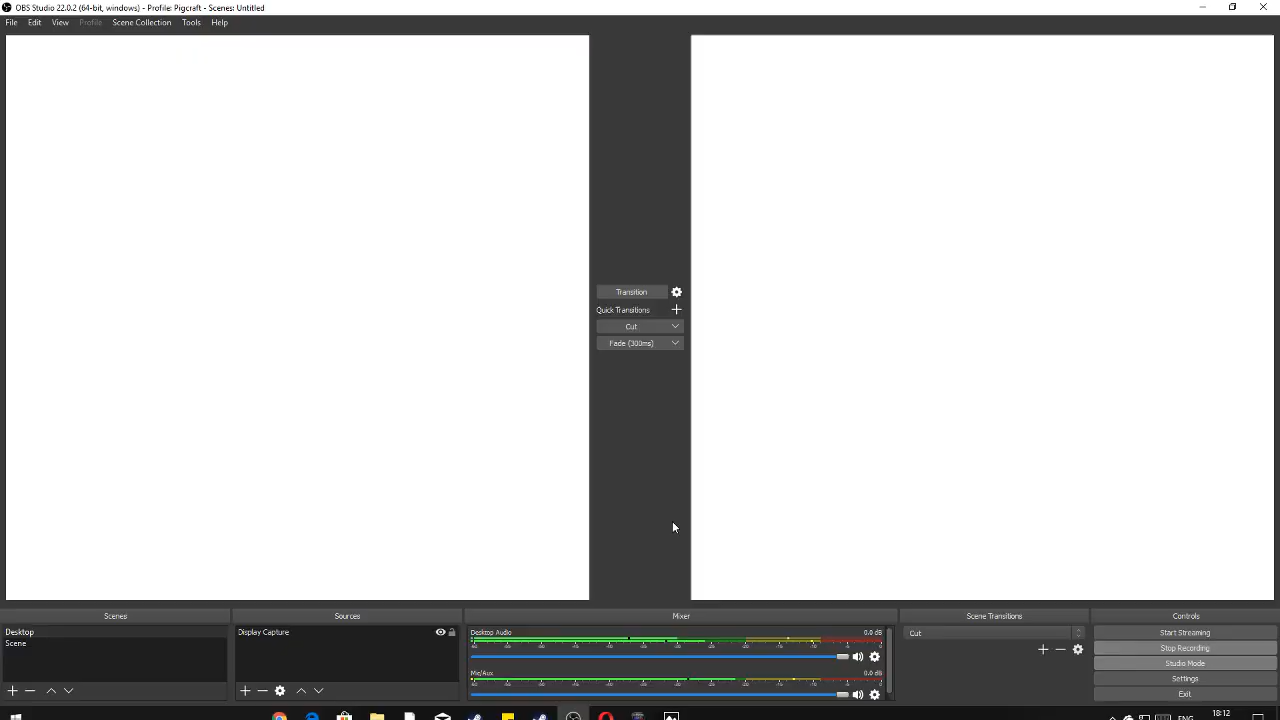 OBS Studio 22.0.2 (64-bit, windows) - Profile: Pigcraft - Scenes: Untitled
File Edit View Profile Scene Collection Tools Help
Transition
Quick Transitions
Cut
Fade (300ms)
Scenes
Sources
Mixer
Scene Transitions
Controls
Desktop
Scene
Display Capture
Desktop Audio 0.0 dB
Mic/Aux 0.0 dB
Cut
Start Streaming
Stop Recording
Studio Mode
Settings
Exit
ENG
18:12